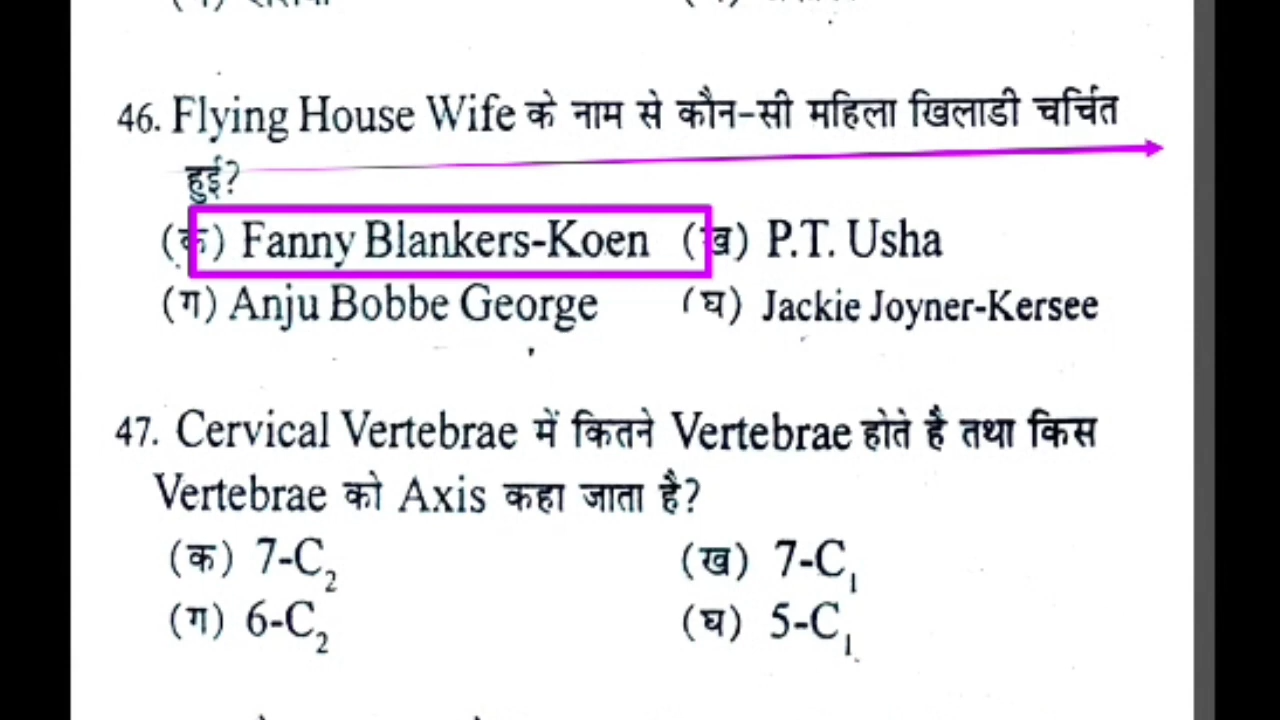 46. Flying House Wife के नाम से कौन-सी महिला खिलाडी चर्चित
हुई?
(क) Fanny Blankers-Koen (ख) P.T. Usha
(ग) Anju Bobbe George (घ) Jackie Joyner-Kersee
47. Cervical Vertebrae में कितने Vertebrae होते है तथा किस
Vertebrae को Axis कहा जाता है?
(क) 7-C₂ (ख) 7-C₁
(ग) 6-C₂ (घ) 5-C₁